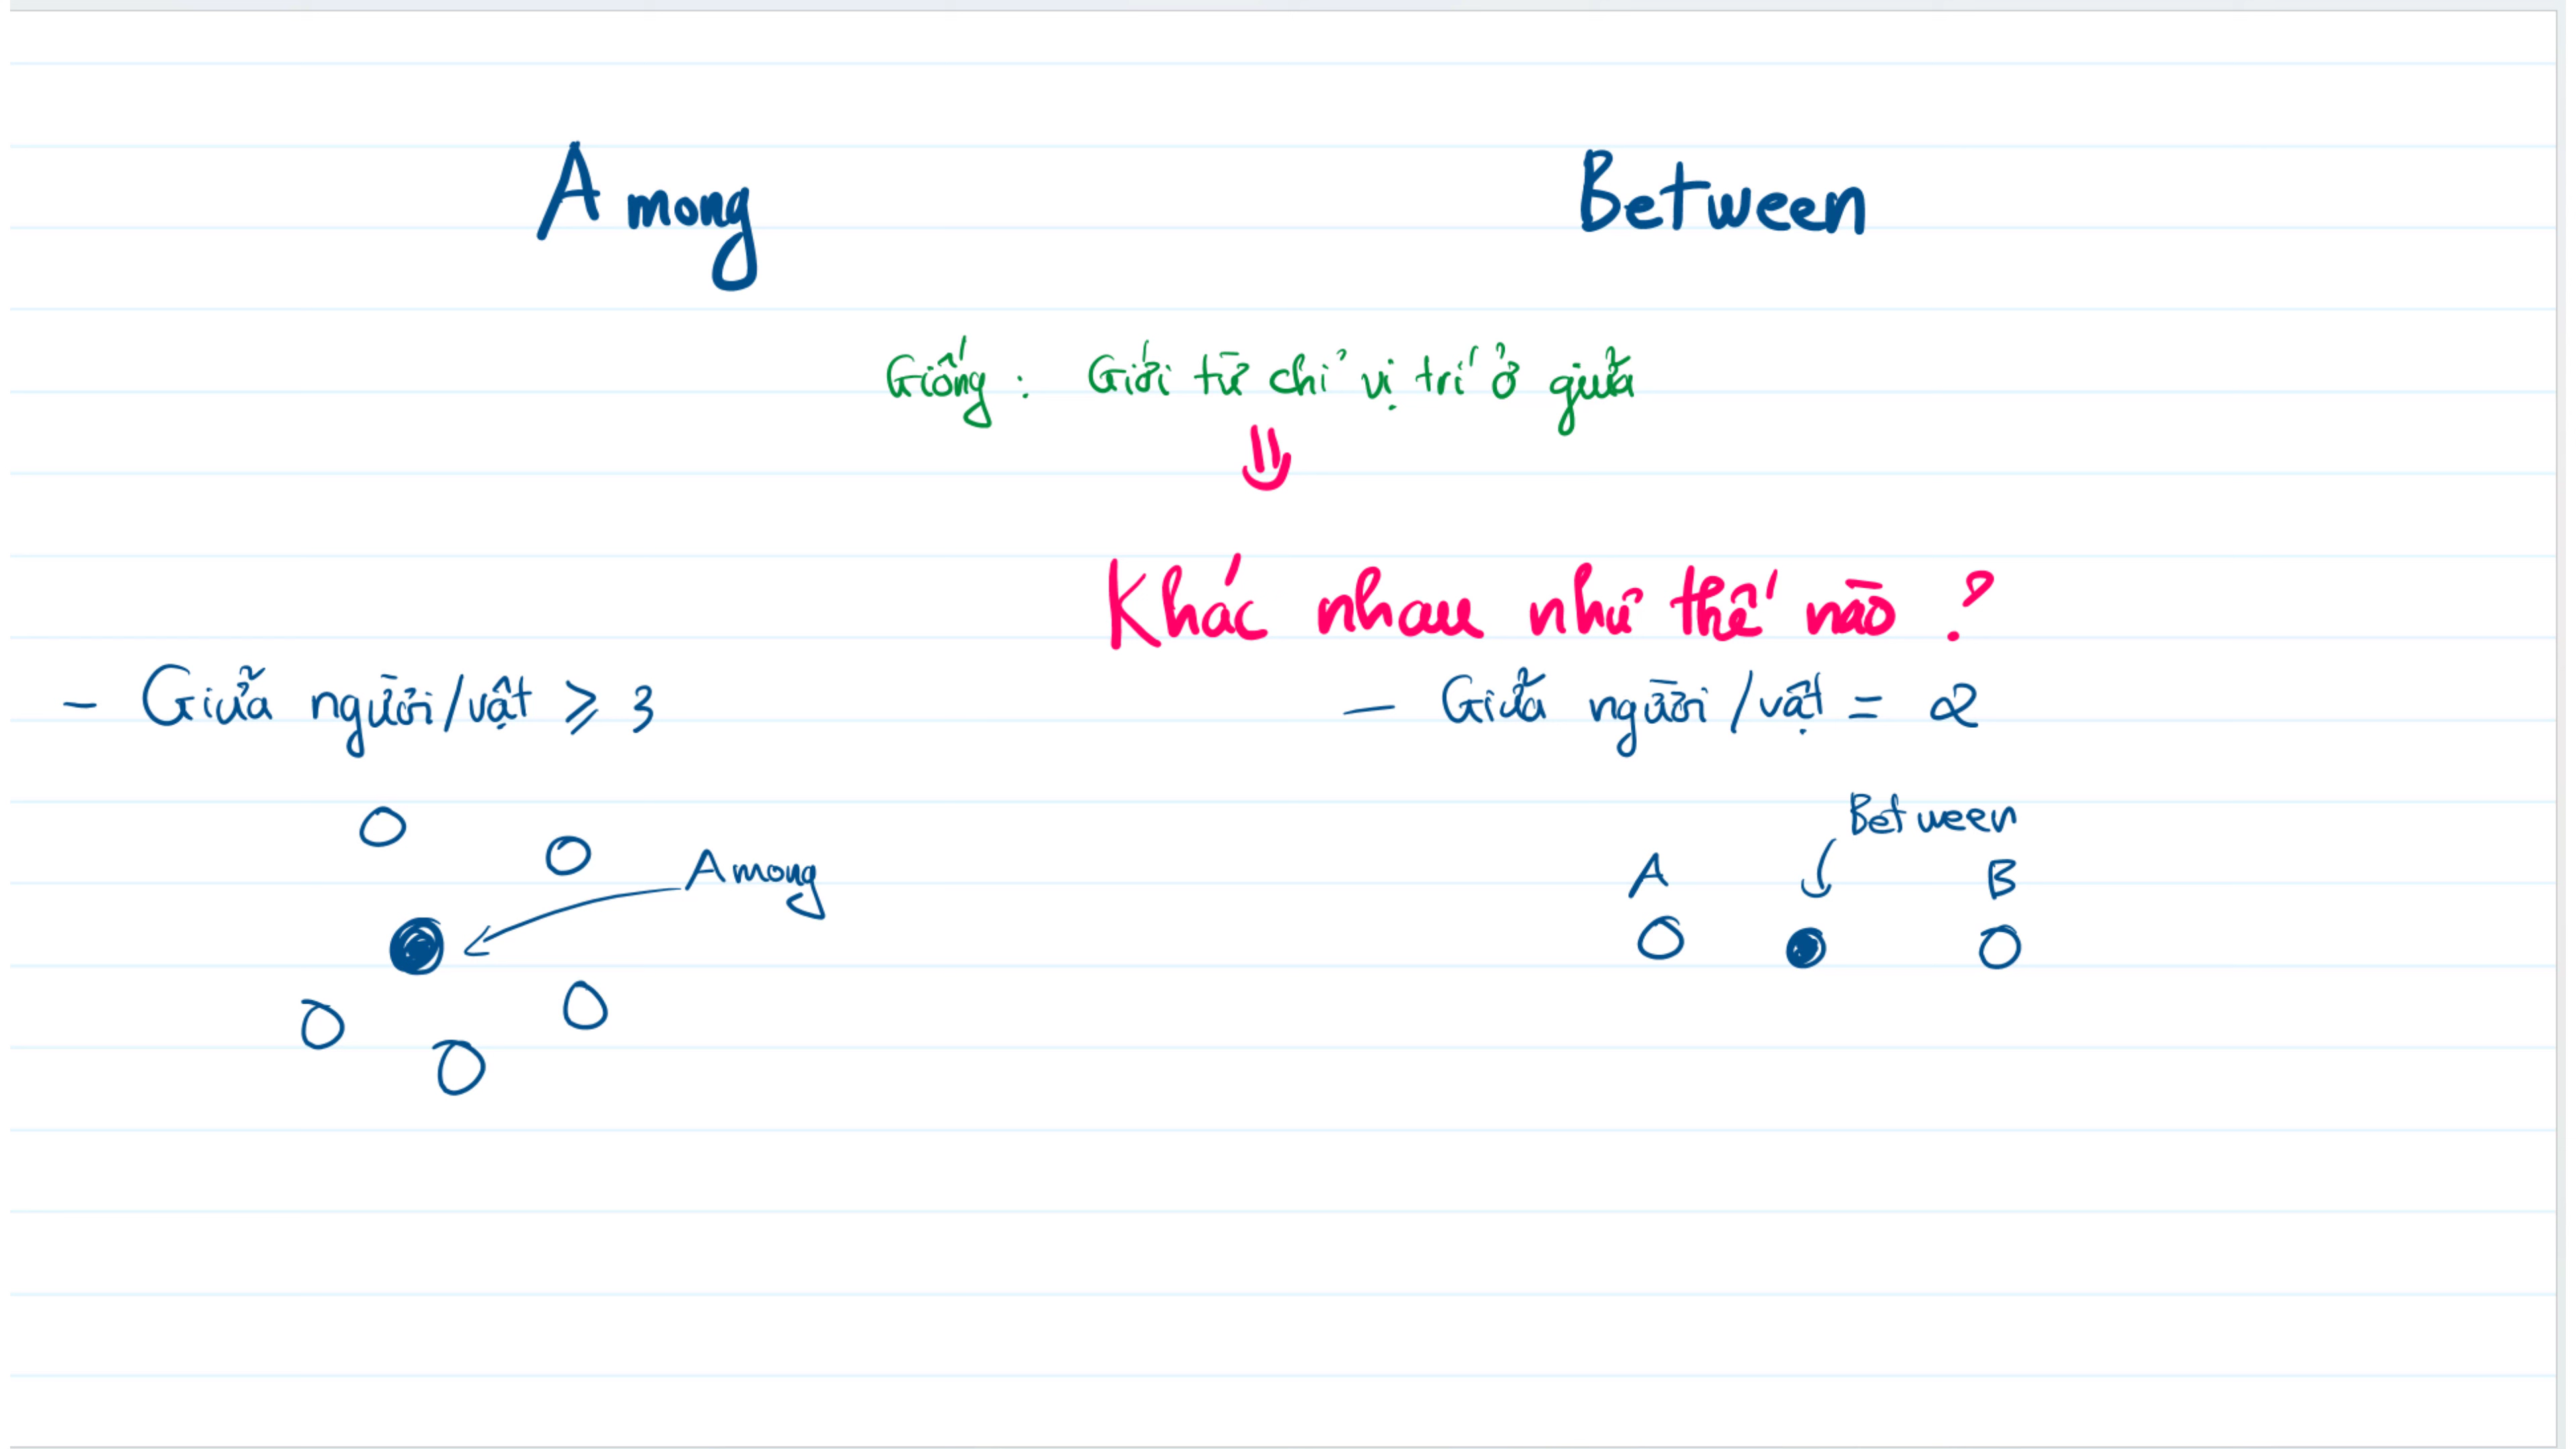 Among
Between
Giống : Giới từ chỉ vị trí ở giữa
Khác nhau như thế nào ?
- Giữa người/vật ≥ 3
- Giữa người/vật = 2
Among
Between
A B